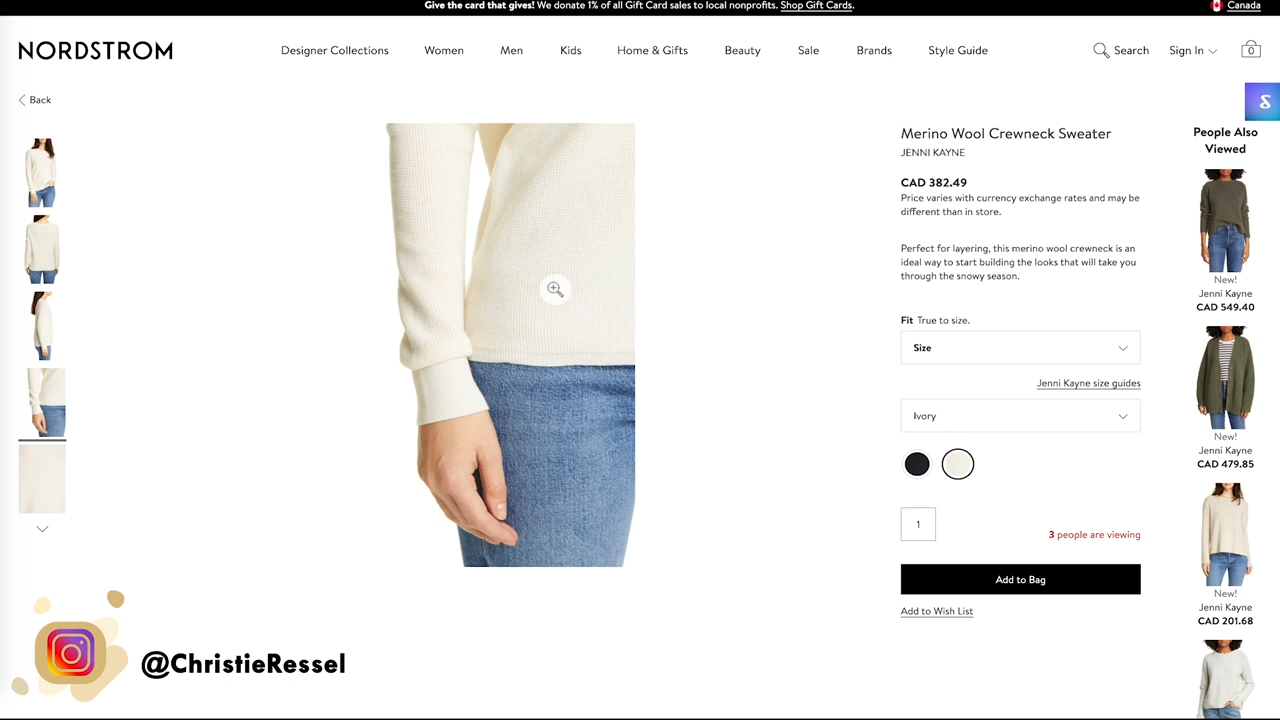 Give the card that gives! We donate 1% of all Gift Card sales to local nonprofits. Shop Gift Cards.
Canada
NORDSTROM
Designer Collections
Women
Men
Kids
Home & Gifts
Beauty
Sale
Brands
Style Guide
Search
Sign In
0
Back
Merino Wool Crewneck Sweater
JENNI KAYNE
CAD 382.49
Price varies with currency exchange rates and may be
different than in store.
Perfect for layering, this merino wool crewneck is an
ideal way to start building the looks that will take you
through the snowy season.
Fit True to size.
Size
Jenni Kayne size guides
Ivory
1
3 people are viewing
Add to Bag
Add to Wish List
People Also
Viewed
New!
Jenni Kayne
CAD 549.40
New!
Jenni Kayne
CAD 479.85
New!
Jenni Kayne
CAD 201.68
@ChristieRessel